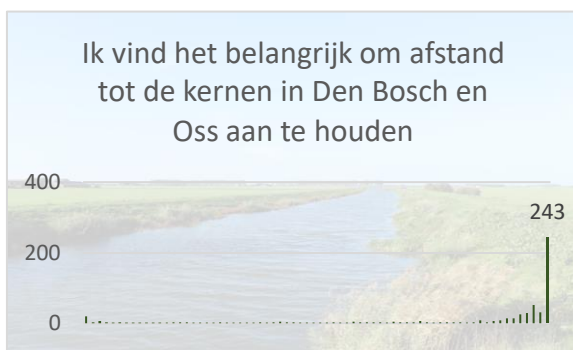 Ik vind het belangrijk om afstand
tot de kernen in Den Bosch en
Oss aan te houden
400
243
200
0